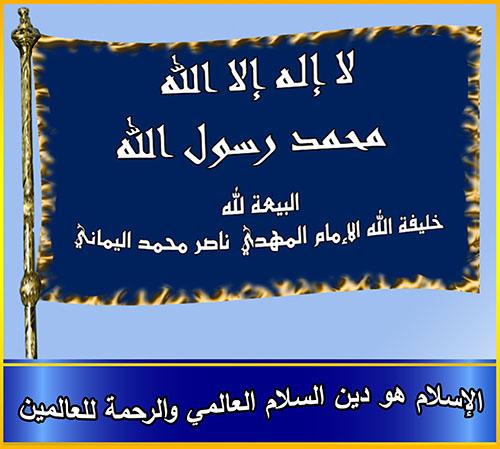 لا إله إلا الله
محمد رسول الله
البيعة لله
خليفة الله الإمام المهدي ناصر محمد اليماني
الإسلام هو دين السلام العالمي والرحمة للعالمين